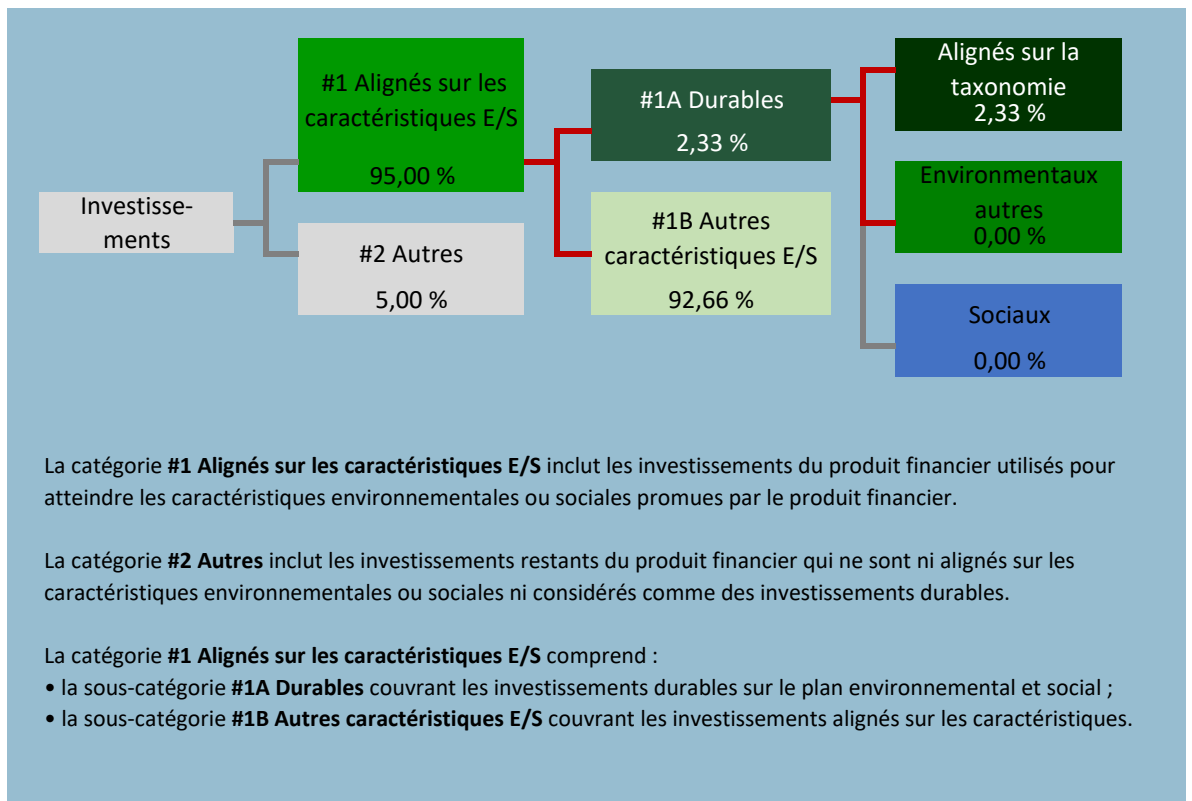 Investisse-
ments
#1 Alignés sur les
caractéristiques E/S
95,00 %
#2 Autres
5,00 %
#1A Durables
2,33 %
#1B Autres
caractéristiques E/S
92,66 %
Alignés sur la
taxonomie
2,33 %
Environmentaux
autres
0,00 %
Sociaux
0,00 %
La catégorie #1 Alignés sur les caractéristiques E/S inclut les investissements du produit financier utilisés pour
atteindre les caractéristiques environnementales ou sociales promues par le produit financier.
La catégorie #2 Autres inclut les investissements restants du produit financier qui ne sont ni alignés sur les
caractéristiques environnementales ou sociales ni considérés comme des investissements durables.
La catégorie #1 Alignés sur les caractéristiques E/S comprend :
• la sous-catégorie #1A Durables couvrant les investissements durables sur le plan environnemental et social ;
• la sous-catégorie #1B Autres caractéristiques E/S couvrant les investissements alignés sur les caractéristiques.